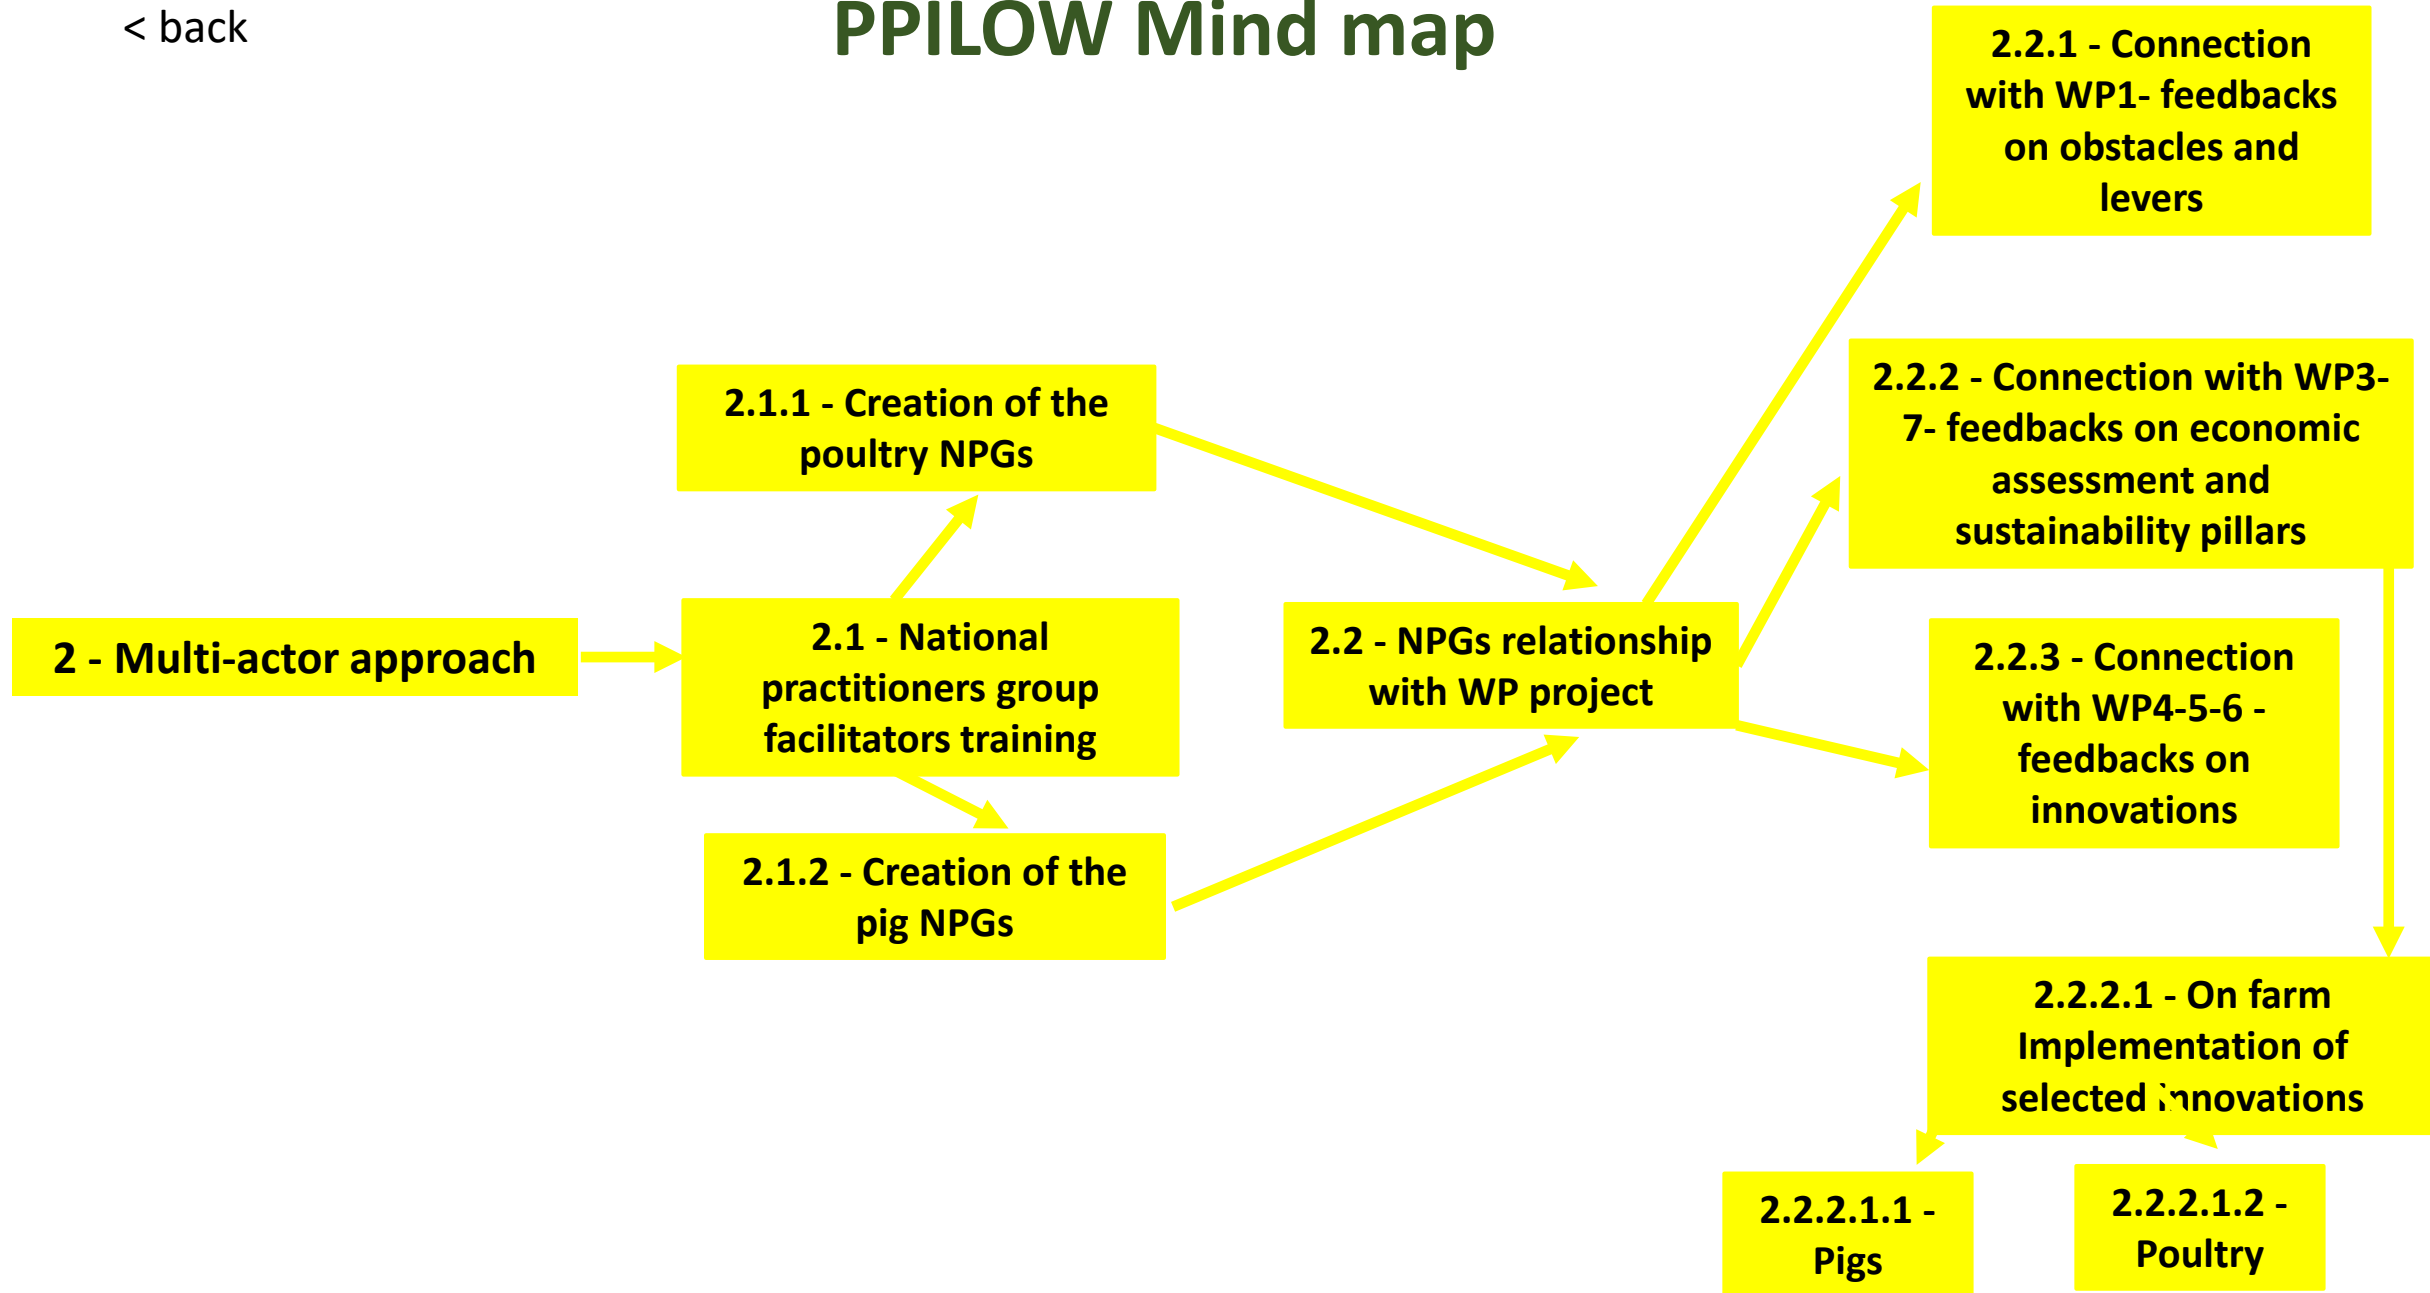 < back
PPILOW Mind map
2.2.1 - Connection
with WP1- feedbacks
on obstacles and
levers
2.2.2 - Connection with WP3-
7- feedbacks on economic
assessment and
sustainability pillars
2.1.1 - Creation of the
poultry NPGs
2 - Multi-actor approach
2.1 - National
practitioners group
facilitators training
2.2 - NPGs relationship
with WP project
2.2.3 - Connection
with WP4-5-6 -
feedbacks on
innovations
2.1.2 - Creation of the
pig NPGs
2.2.2.1 - On farm
Implementation of
selected innovations
2.2.2.1.1 -
Pigs
2.2.2.1.2 -
Poultry